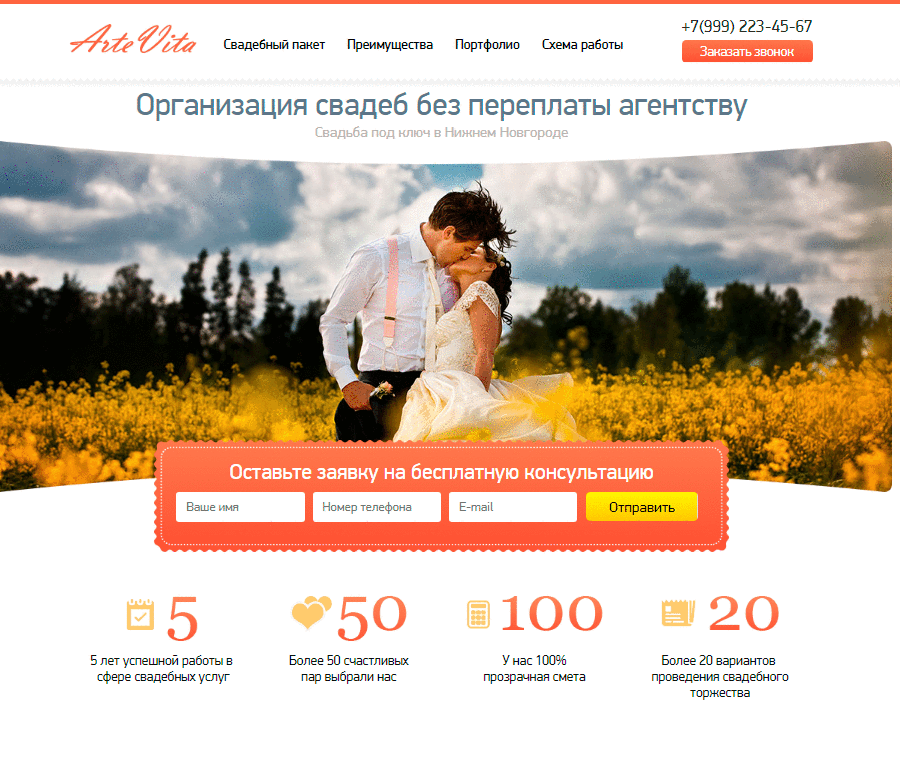 Arte Vita
Свадебный пакет
Преимущества
Портфолио
Схема работы
+7(999) 223-45-67
Заказать звонок
Организация свадеб без переплаты агентству
Свадьба под ключ в Нижнем Новгороде
Оставьте заявку на бесплатную консультацию
Ваше имя
Номер телефона
E-mail
Отправить
5
5 лет успешной работы в
сфере свадебных услуг
50
Более 50 счастливых
пар выбрали нас
100
У нас 100%
прозрачная смета
20
Более 20 вариантов
проведения свадебного
торжества